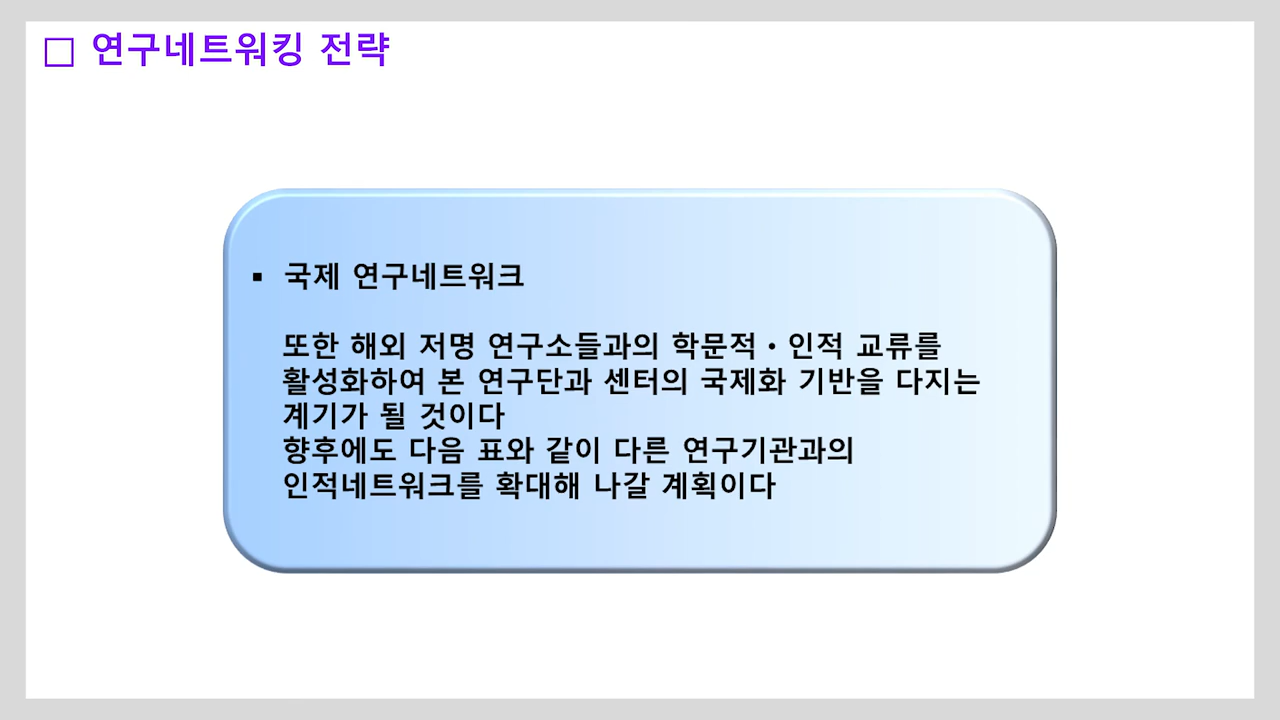 □ 연구네트워킹 전략
▪ 국제 연구네트워크
또한 해외 저명 연구소들과의 학문적・인적 교류를
활성화하여 본 연구단과 센터의 국제화 기반을 다지는
계기가 될 것이다
향후에도 다음 표와 같이 다른 연구기관과의
인적네트워크를 확대해 나갈 계획이다